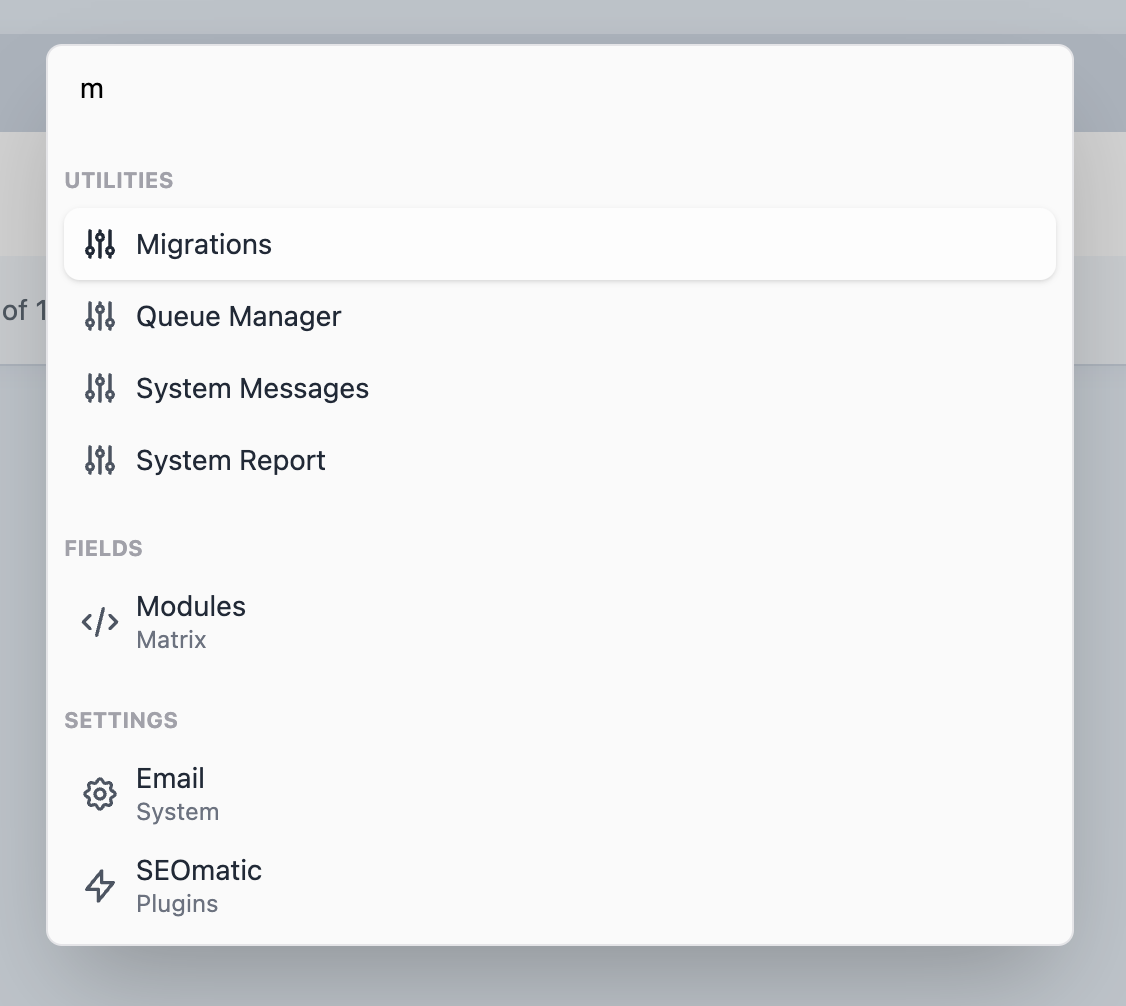 m
UTILITIES
Migrations
Queue Manager
System Messages
System Report
of 1
FIELDS
Modules
Matrix
SETTINGS
Email
System
SEOmatic
Plugins